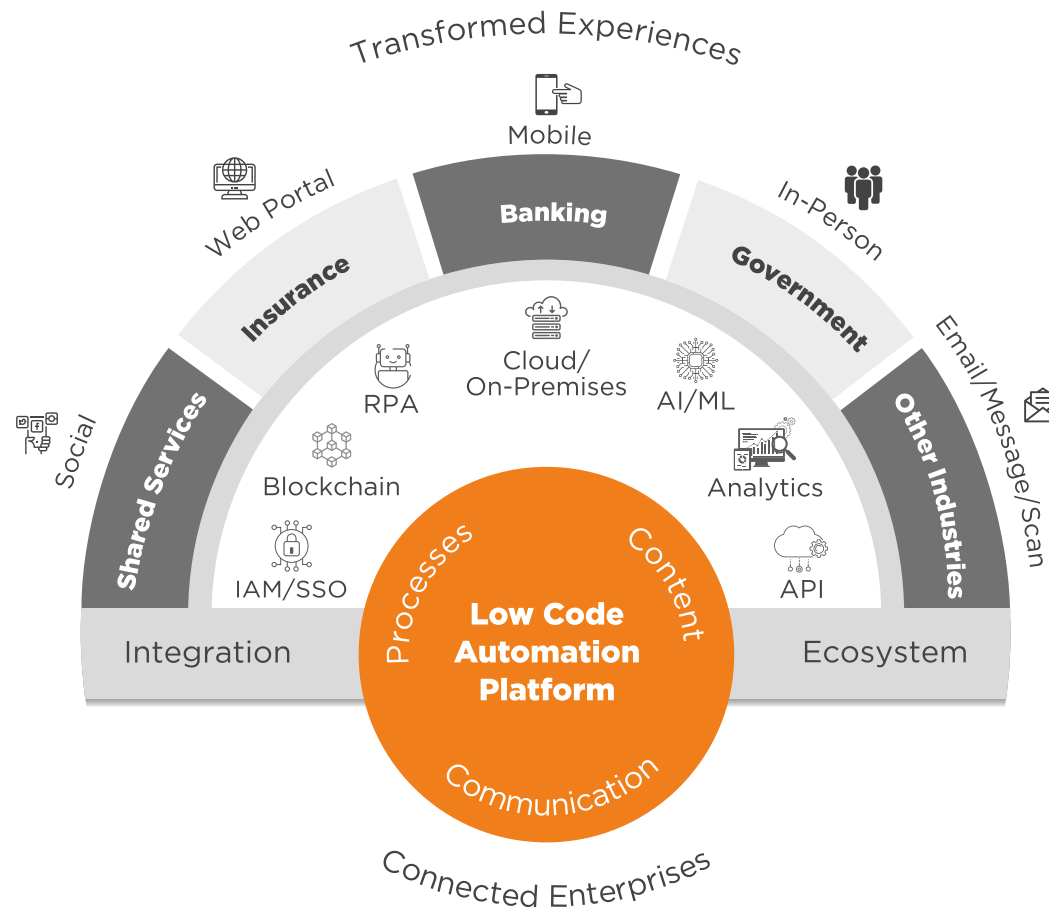 Transformed Experiences
Mobile
Web Portal
In-Person
Social
Email/Message/Scan
Banking
Insurance
Government
Shared Services
Other Industries
Cloud/
On-Premises
RPA
AI/ML
Blockchain
Analytics
IAM/SSO
API
Integration
Ecosystem
Processes
Content
Low Code
Automation
Platform
Communication
Connected Enterprises